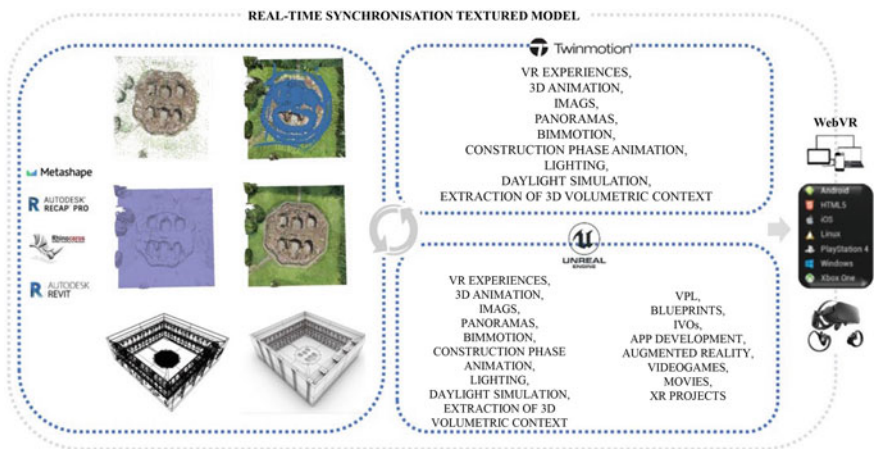 REAL-TIME SYNCHRONISATION TEXTURED MODEL
Metashape
AUTODESK
RECAP PRO
Rhinoceros
AUTODESK
REVIT
Twinmotion
VR EXPERIENCES,
3D ANIMATION,
IMAGS,
PANORAMAS,
BIMMOTION,
CONSTRUCTION PHASE ANIMATION,
LIGHTING,
DAYLIGHT SIMULATION,
EXTRACTION OF 3D VOLUMETRIC CONTEXT
UNREAL
ENGINE
VR EXPERIENCES,
3D ANIMATION,
IMAGS,
PANORAMAS,
BIMMOTION,
CONSTRUCTION PHASE
ANIMATION,
LIGHTING,
DAYLIGHT SIMULATION,
EXTRACTION OF 3D
VOLUMETRIC CONTEXT
VPL,
BLUEPRINTS,
IVOs,
APP DEVELOPMENT,
AUGMENTED REALITY,
VIDEOGAMES,
MOVIES,
XR PROJECTS
WebVR
Android
HTML5
iOS
Linux
PlayStation 4
Windows
Xbox One